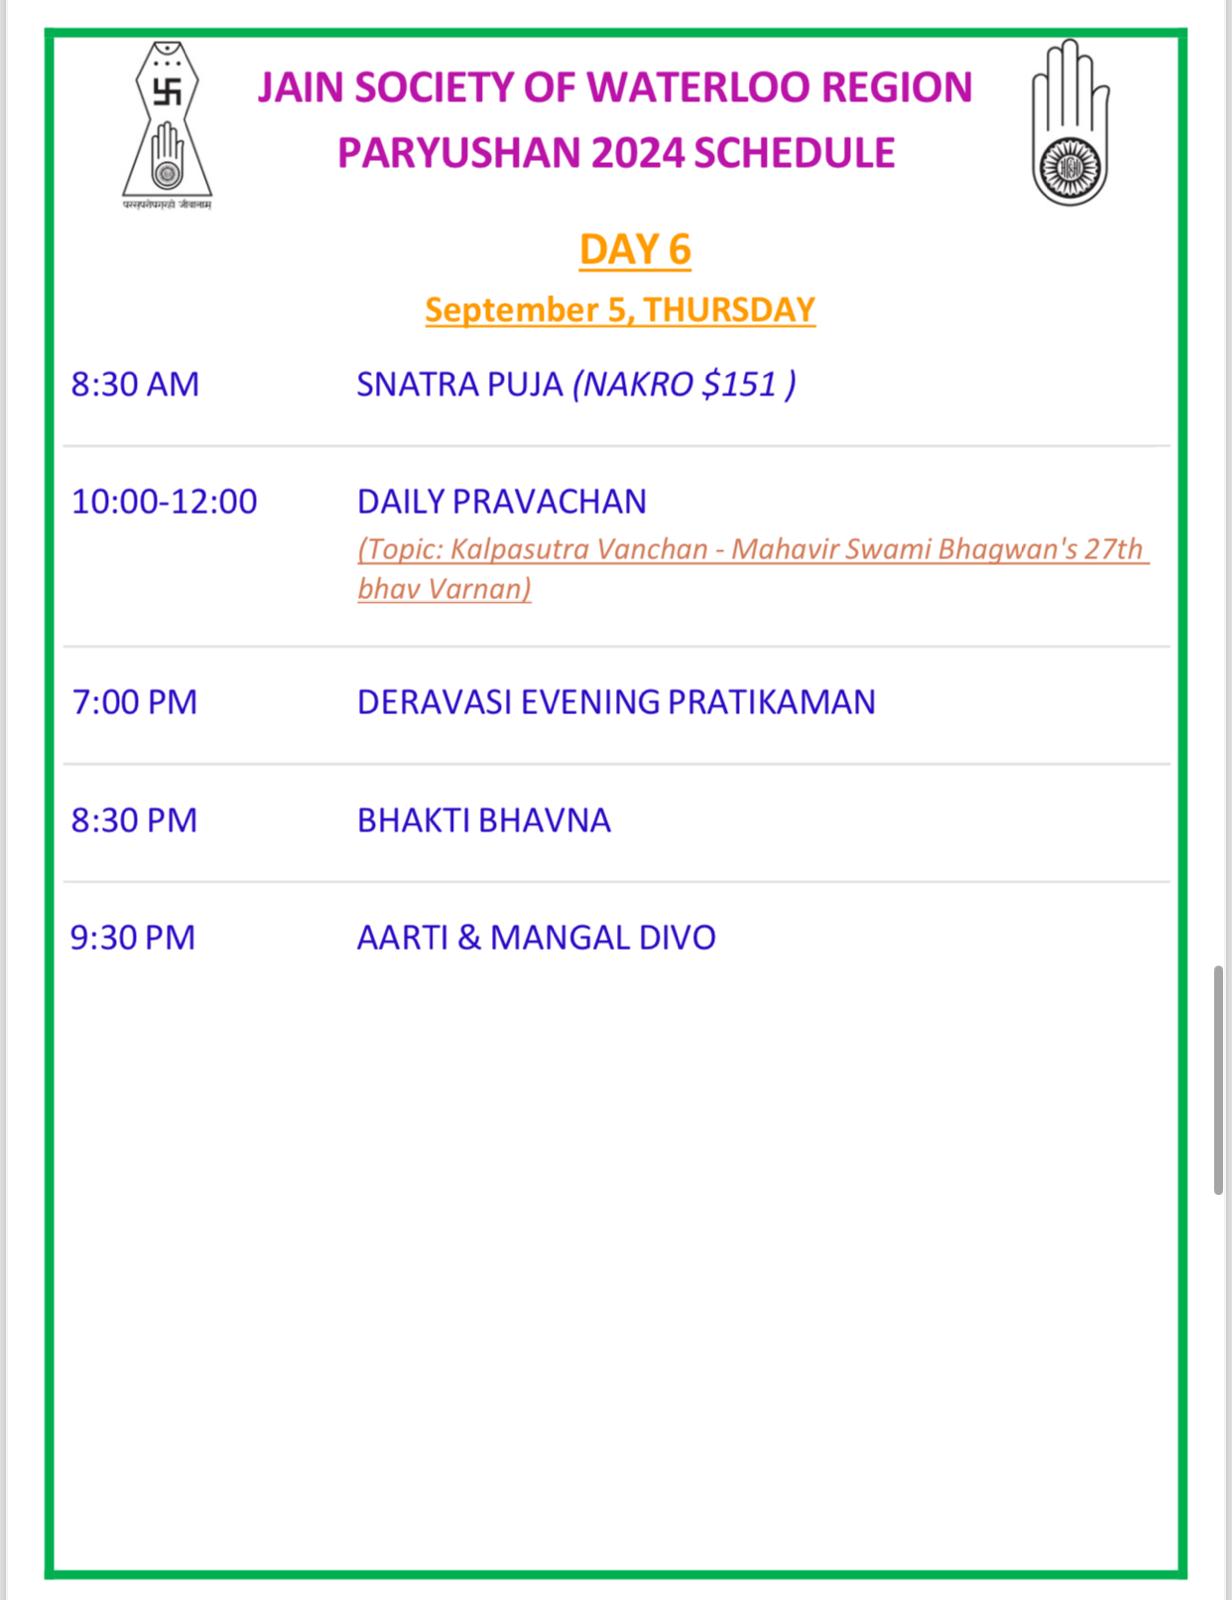 JAIN SOCIETY OF WATERLOO REGION
PARYUSHAN 2024 SCHEDULE
परस्परोपग्रहो जीवानाम्
DAY 6
September 5, THURSDAY
8:30 AM SNATRA PUJA (NAKRO $151 )
10:00-12:00 DAILY PRAVACHAN
(Topic: Kalpasutra Vanchan - Mahavir Swami Bhagwan's 27th
bhav Varnan)
7:00 PM DERAVASI EVENING PRATIKAMAN
8:30 PM BHAKTI BHAVNA
9:30 PM AARTI & MANGAL DIVO